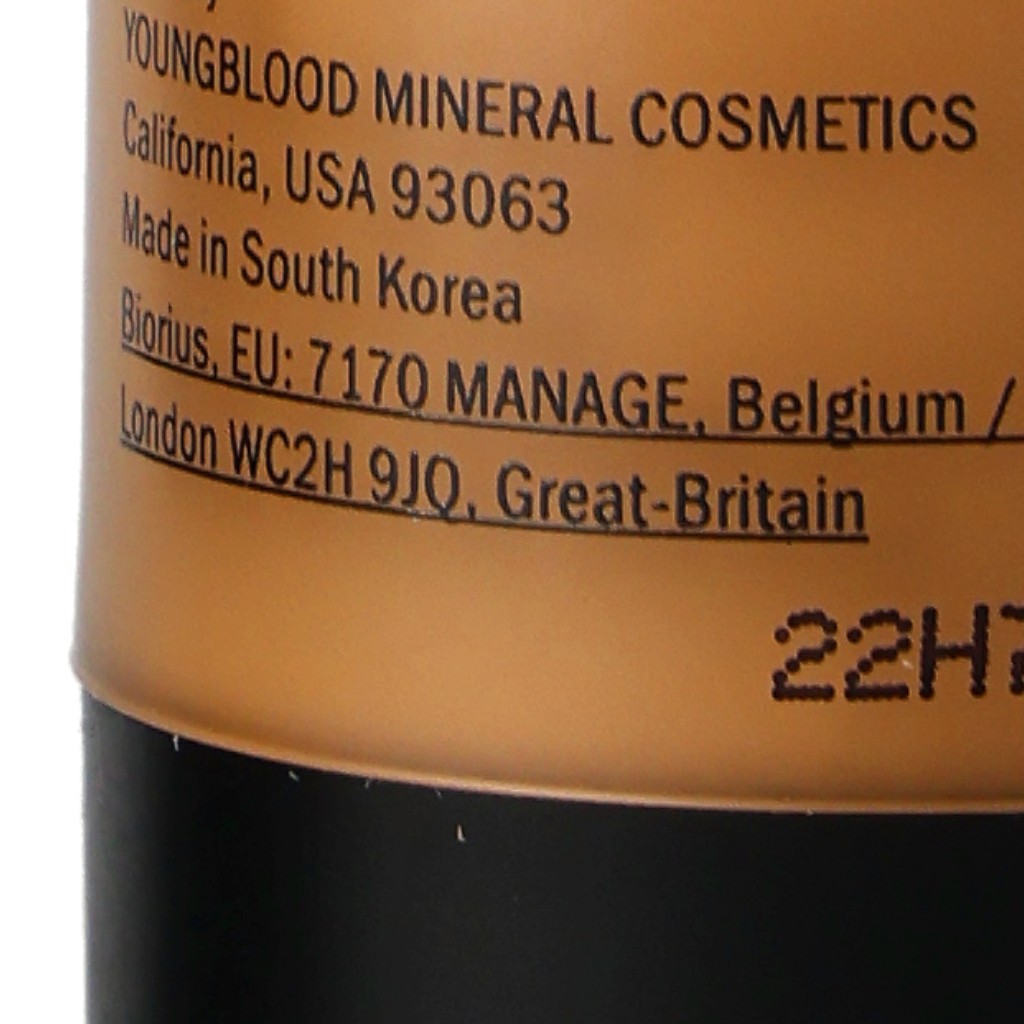 YOUNGBLOOD MINERAL COSMETICS
California, USA 93063
Made in South Korea
Biorius, EU: 7170 MANAGE, Belgium /
London WC2H 9JQ, Great-Britain
22H7